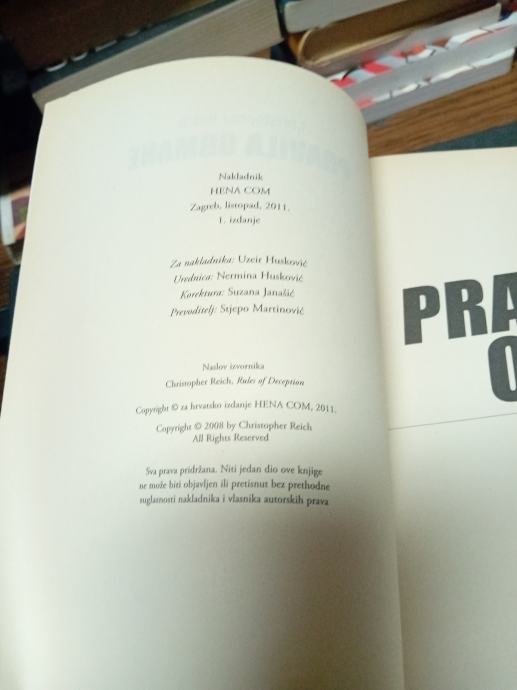 Nakladnik
HENA COM
Zagreb, listopad, 2011.
1. izdanje
Za nakladnika: Uzeir Husković
Urednica: Nermina Husković
Korektura: Suzana Janašić
Prevoditelj: Stjepo Martinović
Naslov izvornika
Christopher Reich, Rules of Deception
Copyright © za hrvatsko izdanje HENA COM, 2011.
Copyright © 2008 by Christopher Reich
All Rights Reserved
Sva prava pridržana. Niti jedan dio ove knjige
ne može biti objavljen ili pretisnut bez prethodne
suglasnosti nakladnika i vlasnika autorskih prava
PRA
O